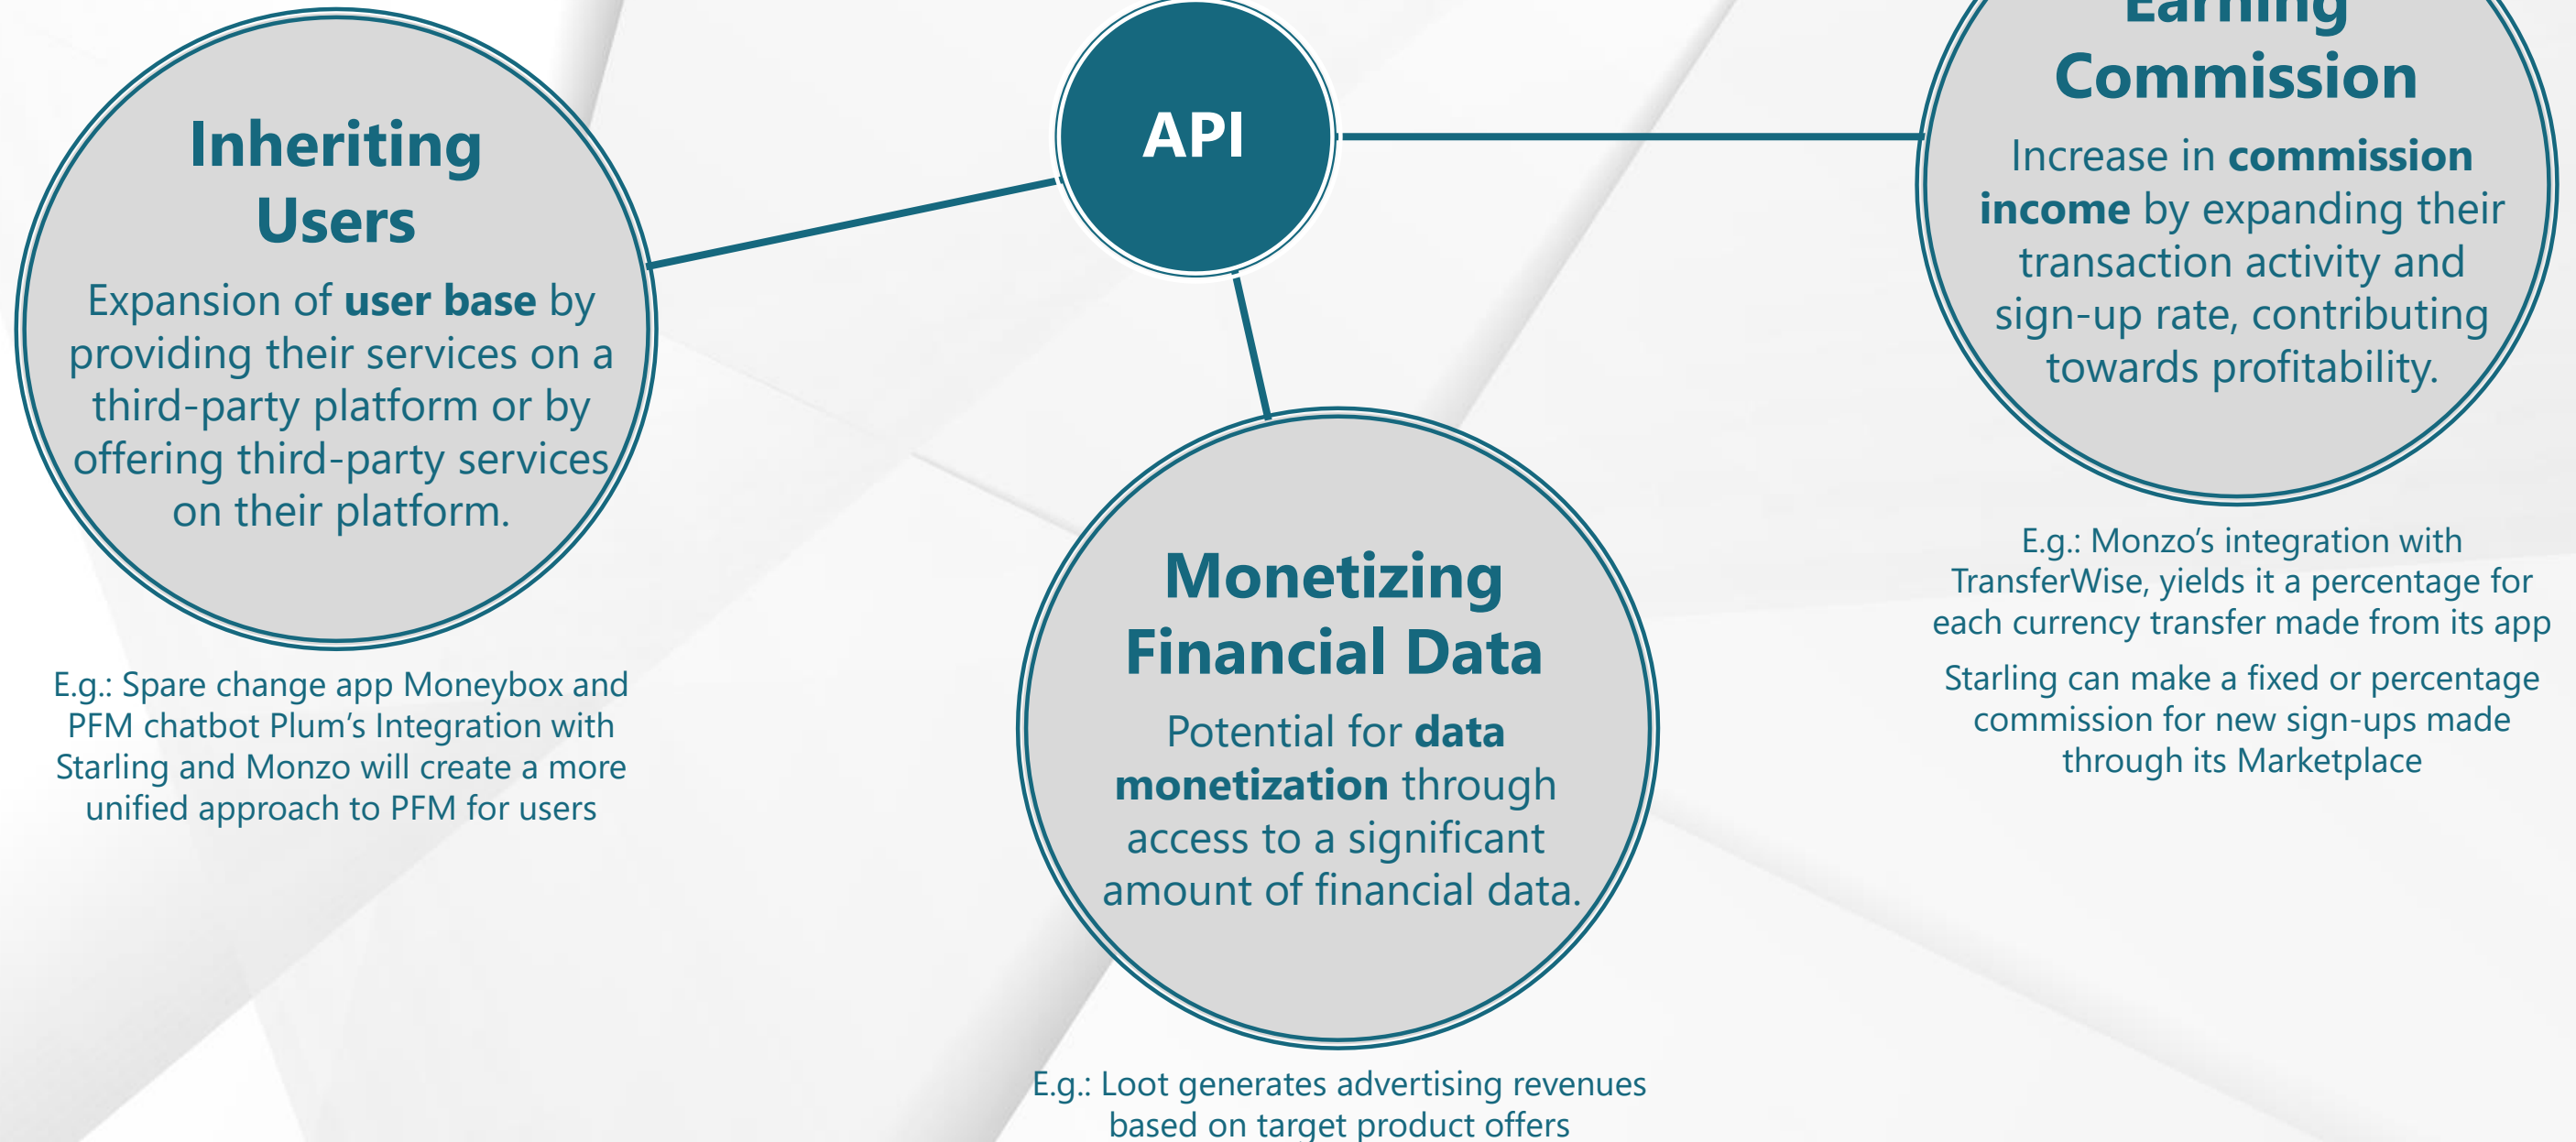 Inheriting
Users
Expansion of user base by
providing their services on a
third-party platform or by
offering third-party services
on their platform.
E.g.: Spare change app Moneybox and
PFM chatbot Plum's Integration with
Starling and Monzo will create a more
unified approach to PFM for users
API
Monetizing
Financial Data
Potential for data
monetization through
access to a significant
amount of financial data.
E.g.: Loot generates advertising revenues
based on target product offers
Earning
Commission
Increase in commission
income by expanding their
transaction activity and
sign-up rate, contributing
towards profitability.
E.g.: Monzo's integration with
TransferWise, yields it a percentage for
each currency transfer made from its app
Starling can make a fixed or percentage
commission for new sign-ups made
through its Marketplace